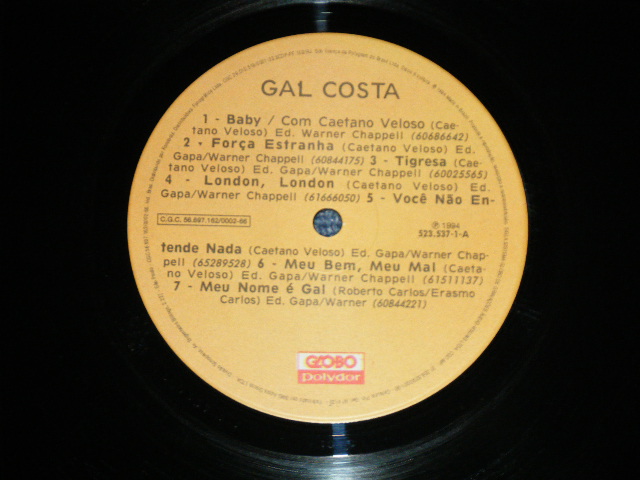 GAL COSTA
1 - Baby / Com Caetano Veloso (Cae-
tano Veloso) Ed. Warner Chappell (60686642)
2 - Força Estranha (Caetano Veloso) Ed.
Gapa/Warner Chappell (60844175) 3 - Tigresa (Cae-
tano Veloso) Ed. Gapa/Warner Chappell (60025565)
4 - London, London (Caetano Veloso) Ed.
Gapa/Warner Chappell (61666050) 5 - Você Não En-
C.G.C. 56.697.162/0002-66
℗ 1994
523.537-1-A
tende Nada (Caetano Veloso) Ed. Gapa/Warner Chap-
pell (65289528) 6 - Meu Bem, Meu Mal (Caeta-
no Veloso) Ed. Gapa/Warner Chappell (61511137)
7 - Meu Nome é Gal (Roberto Carlos/Erasmo
Carlos) Ed. Gapa/Warner (60844221)
GLOBO
Polydor